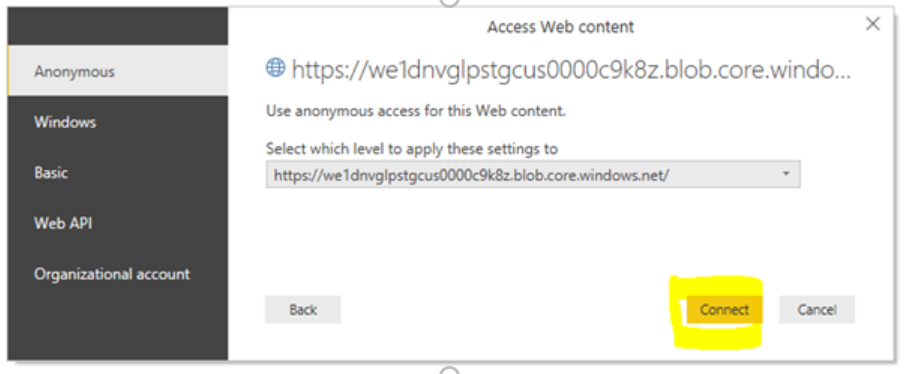 Access Web content
Anonymous
Windows
Basic
Web API
Organizational account
https://we1dnvglpstgcus0000c9k8z.blob.core.windo...
Use anonymous access for this Web content.
Select which level to apply these settings to
https://we1dnvglpstgcus0000c9k8z.blob.core.windows.net/
Back
Connect
Cancel